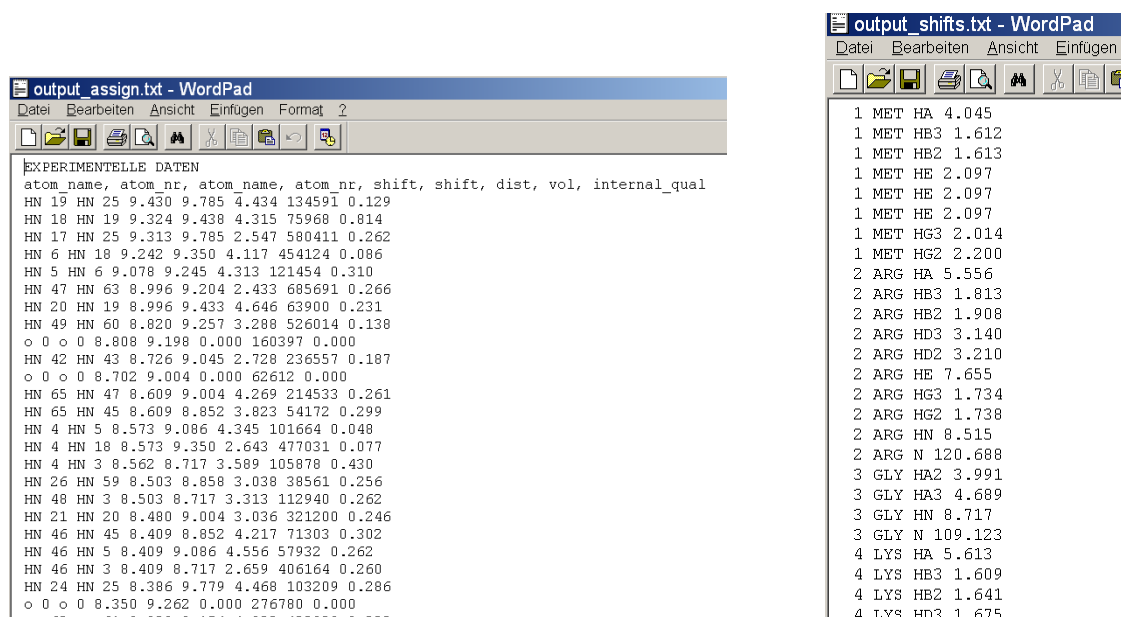 output_assign.txt - WordPad
Datei Bearbeiten Ansicht Einfügen Format ?
EXPERIMENTELLE DATEN
atom_name, atom_nr, atom_name, atom_nr, shift, shift, dist, vol, internal_qual
HN 19 HN 25 9.430 9.785 4.434 134591 0.129
HN 18 HN 19 9.324 9.438 4.315 75968 0.814
HN 17 HN 25 9.313 9.785 2.547 580411 0.262
HN 6 HN 18 9.242 9.350 4.117 454124 0.086
HN 5 HN 6 9.078 9.245 4.313 121454 0.310
HN 47 HN 63 8.996 9.204 2.433 685691 0.266
HN 20 HN 19 8.996 9.433 4.646 63900 0.231
HN 49 HN 60 8.820 9.257 3.288 526014 0.138
o 0 o 0 8.808 9.198 0.000 160397 0.000
HN 42 HN 43 8.726 9.045 2.728 236557 0.187
o 0 o 0 8.702 9.004 0.000 62612 0.000
HN 65 HN 47 8.609 9.004 4.269 214533 0.261
HN 65 HN 45 8.609 8.852 3.823 54172 0.299
HN 4 HN 5 8.573 9.086 4.345 101664 0.048
HN 4 HN 18 8.573 9.350 2.643 477031 0.077
HN 4 HN 3 8.562 8.717 3.589 105878 0.430
HN 26 HN 59 8.503 8.858 3.038 38561 0.256
HN 48 HN 3 8.503 8.717 3.313 112940 0.262
HN 21 HN 20 8.480 9.004 3.036 321200 0.246
HN 46 HN 45 8.409 8.852 4.217 71303 0.302
HN 46 HN 5 8.409 9.086 4.556 57932 0.262
HN 46 HN 3 8.409 8.717 2.659 406164 0.260
HN 24 HN 25 8.386 9.779 4.468 103209 0.286
o 0 o 0 8.350 9.262 0.000 276780 0.000
output_shifts.txt - WordPad
Datei Bearbeiten Ansicht Einfügen
1 MET HA 4.045
1 MET HB3 1.612
1 MET HB2 1.613
1 MET HE 2.097
1 MET HE 2.097
1 MET HE 2.097
1 MET HG3 2.014
1 MET HG2 2.200
2 ARG HA 5.556
2 ARG HB3 1.813
2 ARG HB2 1.908
2 ARG HD3 3.140
2 ARG HD2 3.210
2 ARG HE 7.655
2 ARG HG3 1.734
2 ARG HG2 1.738
2 ARG HN 8.515
2 ARG N 120.688
3 GLY HA2 3.991
3 GLY HA3 4.689
3 GLY HN 8.717
3 GLY N 109.123
4 LYS HA 5.613
4 LYS HB3 1.609
4 LYS HB2 1.641
4 LYS HD3 1.675